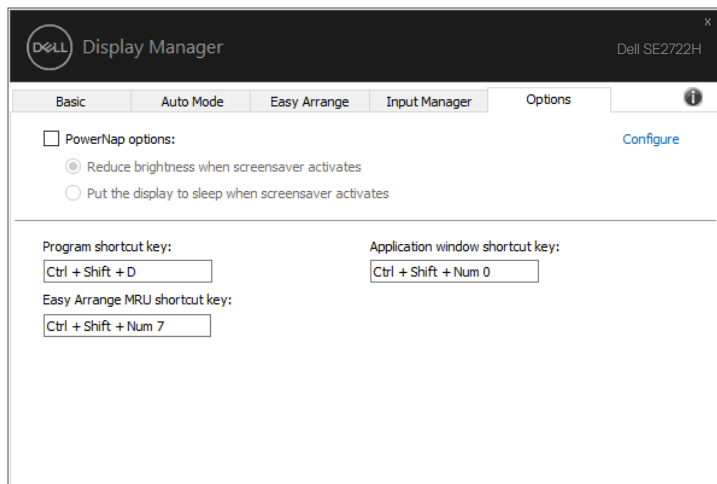 x
DELL Display Manager
Dell SE2722H
Basic Auto Mode Easy Arrange Input Manager Options i
PowerNap options: Configure
Reduce brightness when screensaver activates
Put the display to sleep when screensaver activates
Program shortcut key: Application window shortcut key:
Ctrl + Shift + D Ctrl + Shift + Num 0
Easy Arrange MRU shortcut key:
Ctrl + Shift + Num 7